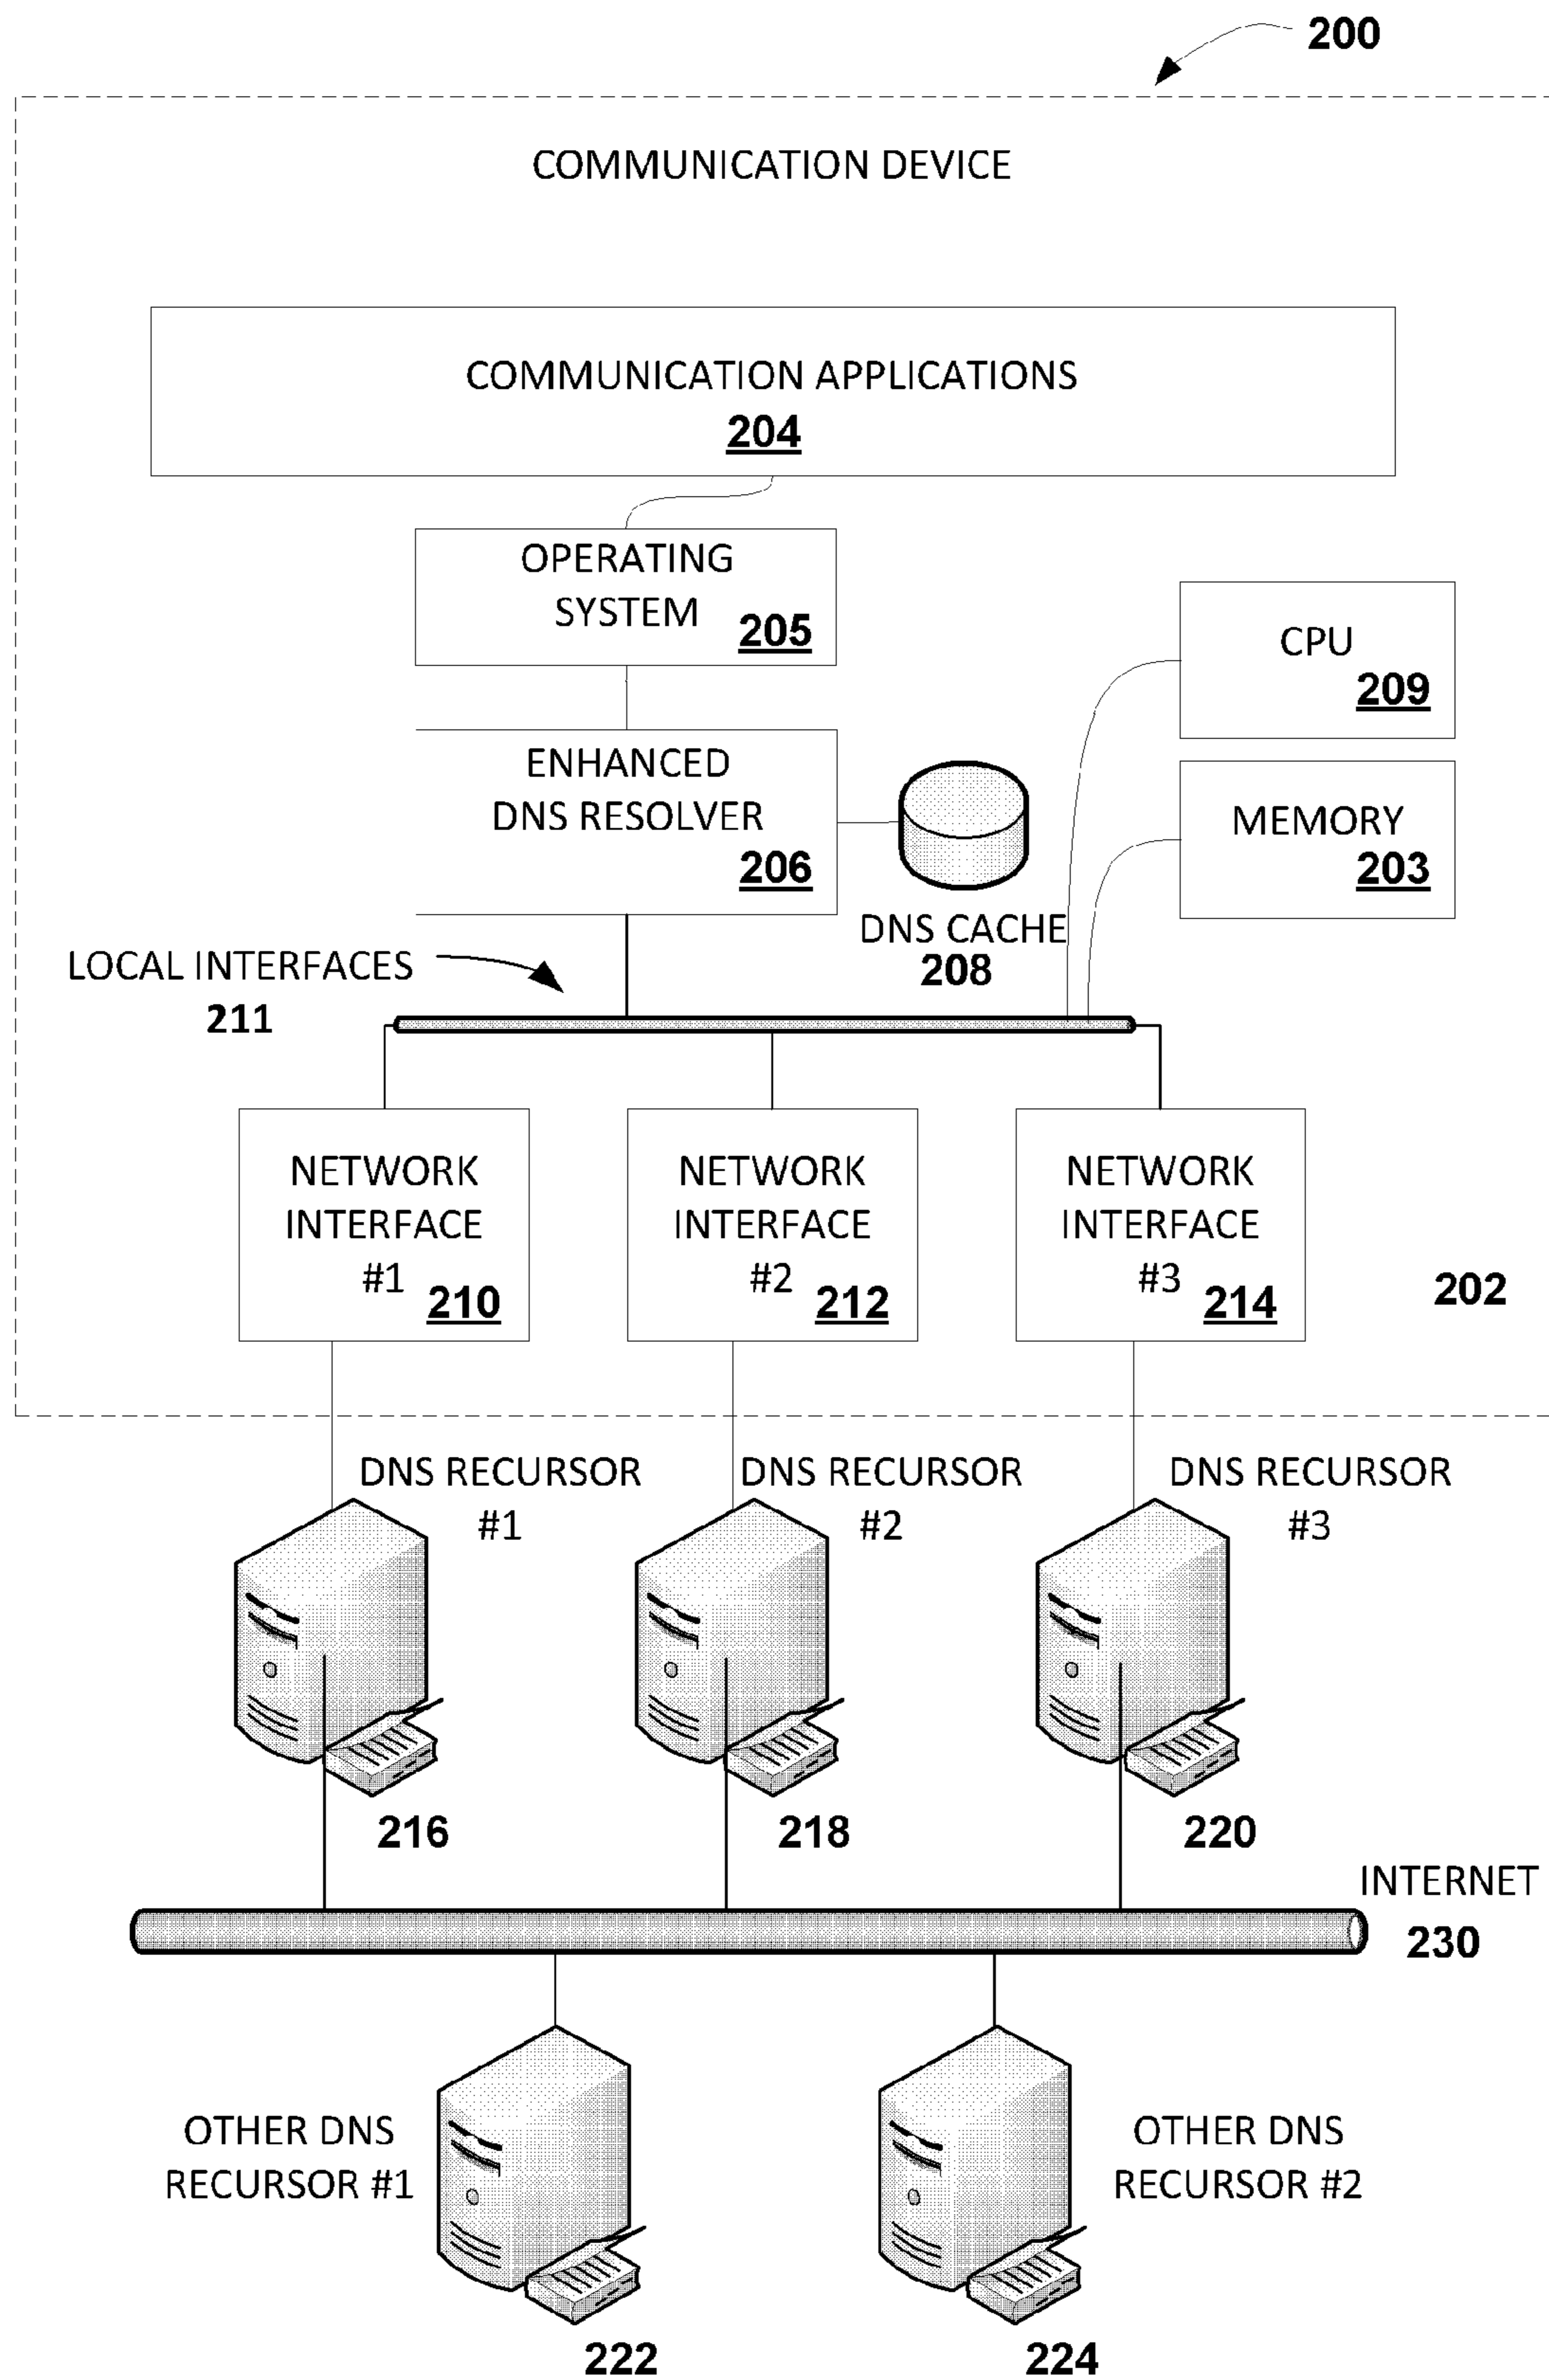 200
COMMUNICATION DEVICE
COMMUNICATION APPLICATIONS
204
OPERATING
SYSTEM
205
CPU
209
ENHANCED
DNS RESOLVER
206
MEMORY
203
DNS CACHE
208
LOCAL INTERFACES
211
NETWORK
INTERFACE
#1
210
NETWORK
INTERFACE
#2
212
NETWORK
INTERFACE
#3
214
202
DNS RECURSOR
#1
DNS RECURSOR
#2
DNS RECURSOR
#3
216
218
220
INTERNET
230
OTHER DNS
RECURSOR #1
OTHER DNS
RECURSOR #2
222
224